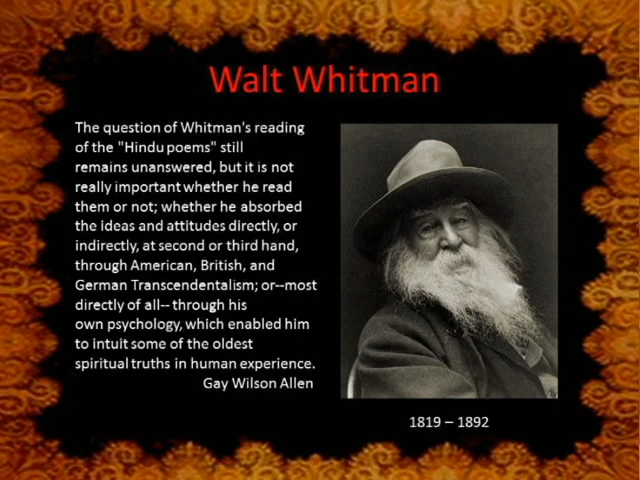 Walt Whitman
The question of Whitman's reading
of the "Hindu poems" still
remains unanswered, but it is not
really important whether he read
them or not; whether he absorbed
the ideas and attitudes directly, or
indirectly, at second or third hand,
through American, British, and
German Transcendentalism; or--most
directly of all-- through his
own psychology, which enabled him
to intuit some of the oldest
spiritual truths in human experience.
Gay Wilson Allen
1819 – 1892